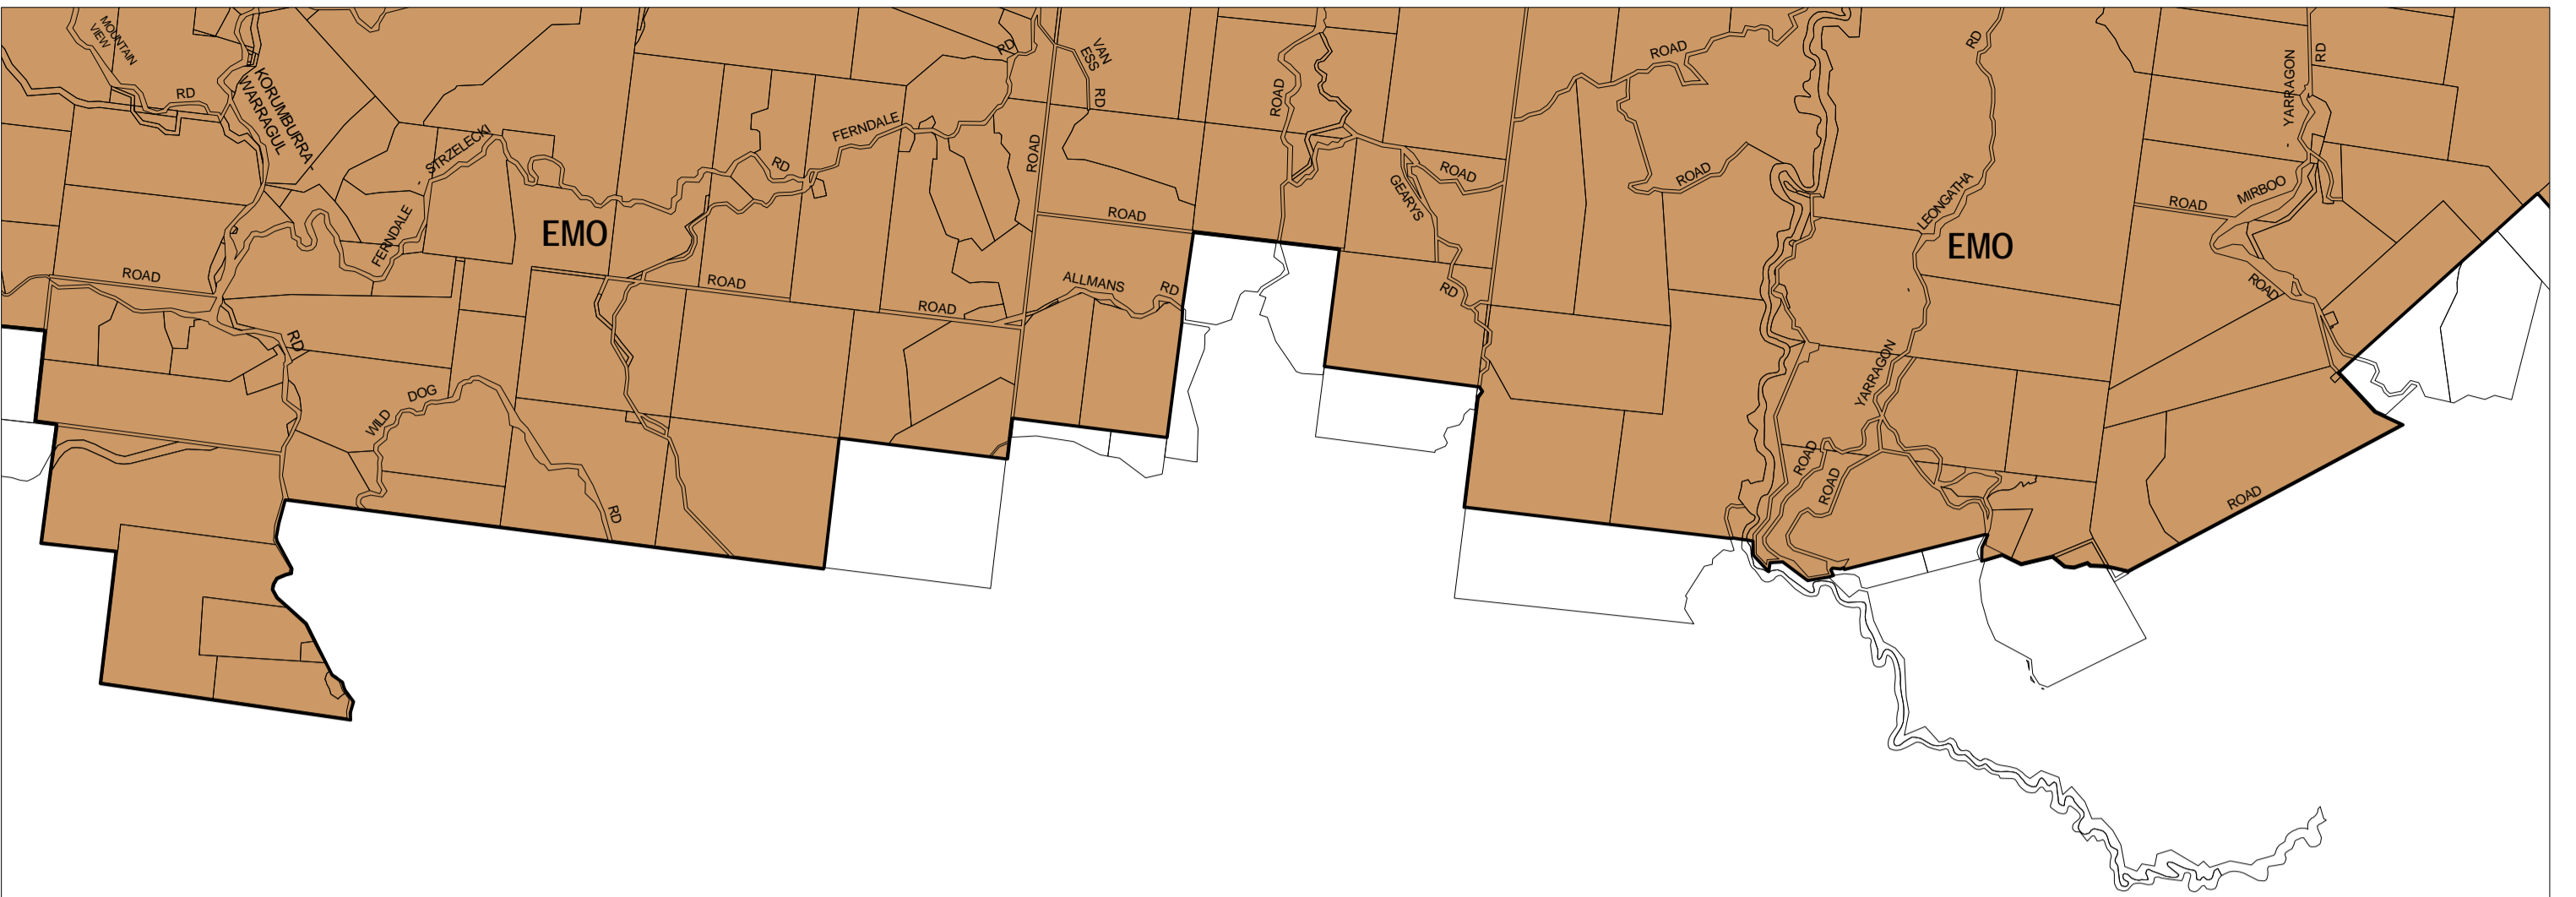 MOUNTAIN
VIEW
RD
KORUMBURRA -
WARRAGUL
RD
VAN
ESS
RD
ROAD
ROAD
RD
YARRAGON
RD
STRZELECKI
-
FERNDALE
FERNDALE
RD
ROAD
GEARYS
ROAD
ROAD
LEONGATHA
-
MIRBOO
ROAD
EMO
ROAD
EMO
ROAD
ROAD
ROAD
ALLMANS
RD
RD
ROAD
RD
WILD
DOG
RD
YARRAGON
ROAD
ROAD
ROAD